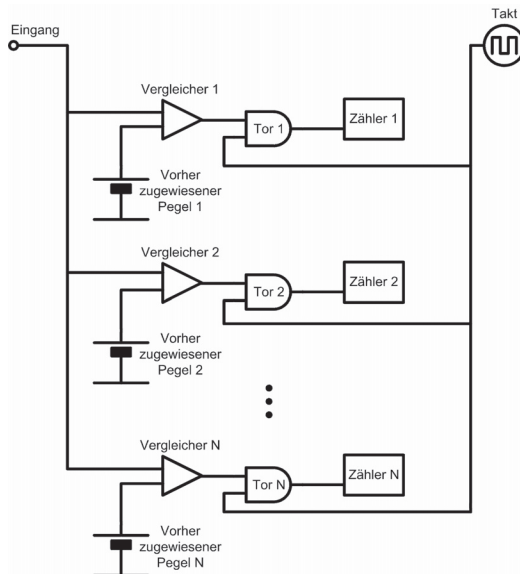 Eingang
Takt
Vergleicher 1
Tor 1
Zähler 1
Vorher
zugewiesener
Pegel 1
Vergleicher 2
Tor 2
Zähler 2
Vorher
zugewiesener
Pegel 2
Vergleicher N
Tor N
Zähler N
Vorher
zugewiesener
Pegel N